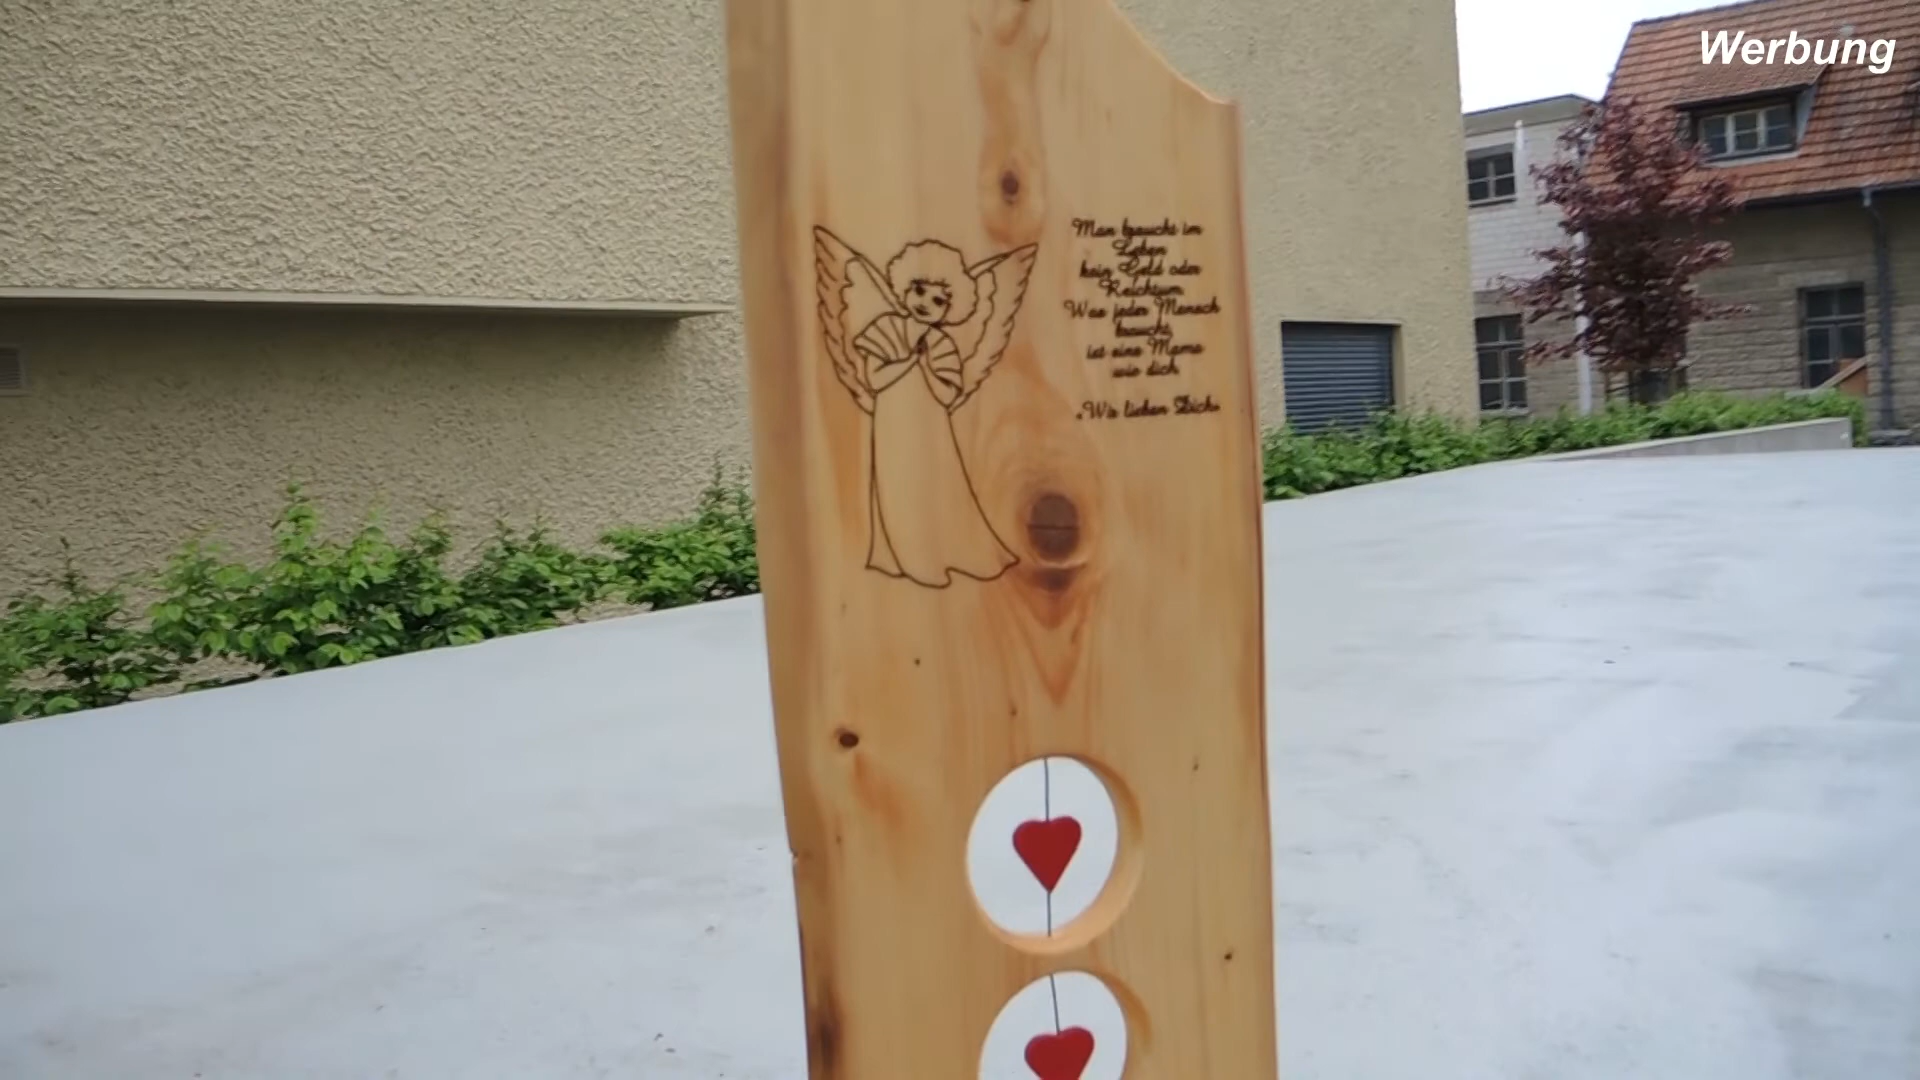 Werbung
Man braucht im
Leben
kein Geld oder
Reichtum
Was jeder Mensch
braucht,
ist eine Mama
wie dich
«Wir lieben Dich»